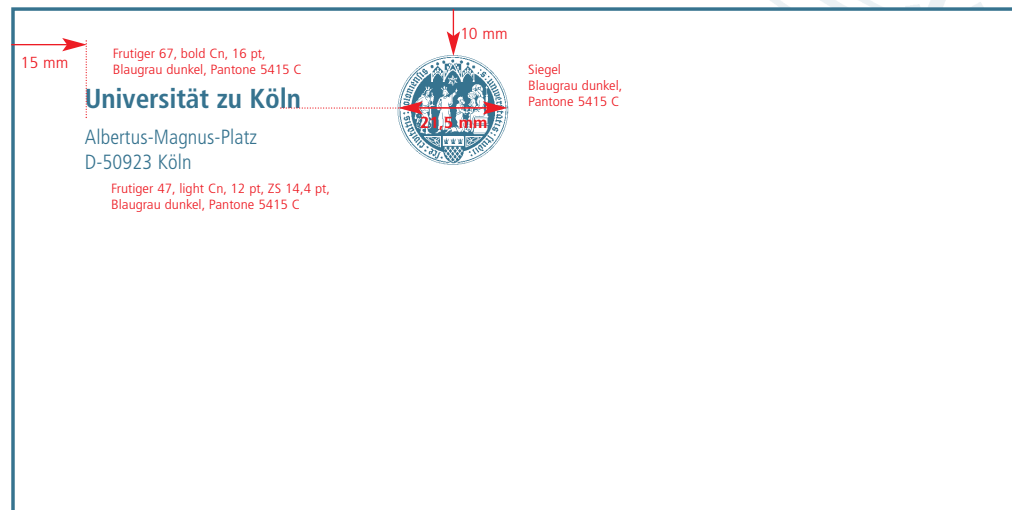 10 mm
15 mm
Frutiger 67, bold Cn, 16 pt,
Blaugrau dunkel, Pantone 5415 C
Siegel
Blaugrau dunkel,
Pantone 5415 C
Universität zu Köln
21,5 mm
Albertus-Magnus-Platz
D-50923 Köln
Frutiger 47, light Cn, 12 pt, ZS 14,4 pt,
Blaugrau dunkel, Pantone 5415 C